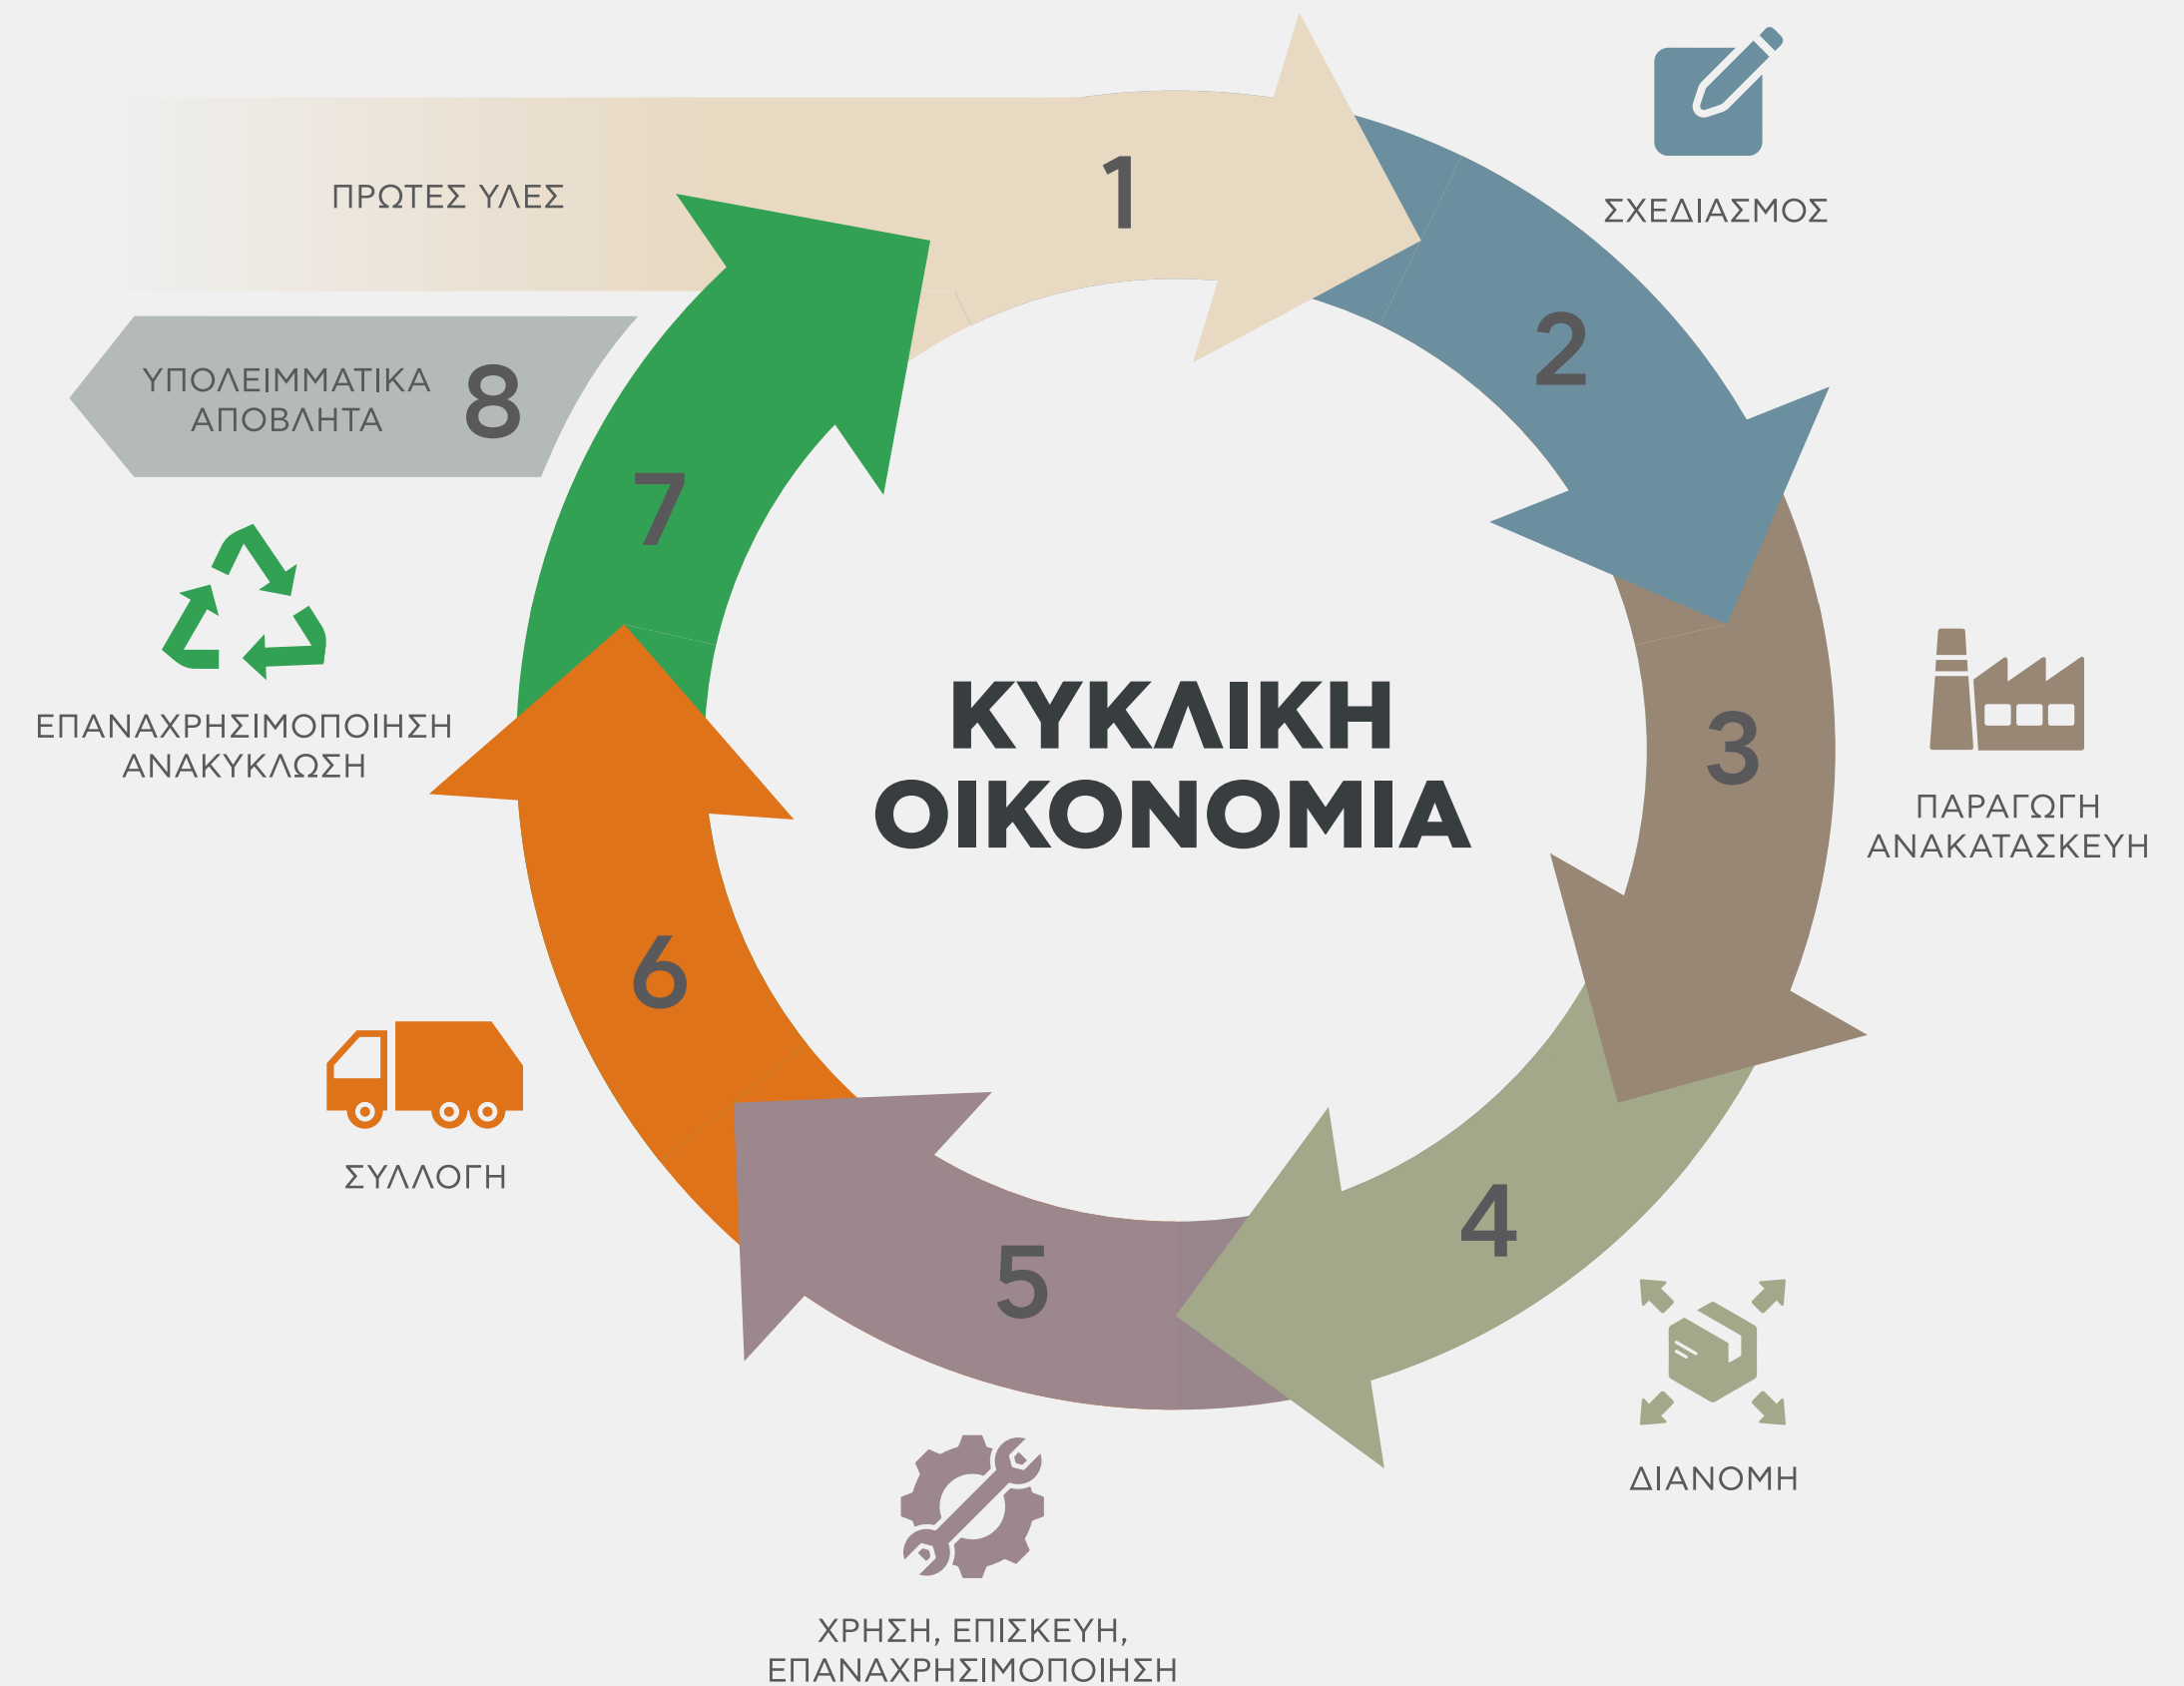 ΠΡΩΤΕΣ ΥΛΕΣ
1
ΣΧΕΔΙΑΣΜΟΣ
2
ΥΠΟΛΕΙΜΜΑΤΙΚΑ
ΑΠΟΒΛΗΤΑ
8
7
ΕΠΑΝΑΧΡΗΣΙΜΟΠΟΙΗΣΗ
ΑΝΑΚΥΚΛΩΣΗ
ΚΥΚΛΙΚΗ
ΟΙΚΟΝΟΜΙΑ
3
ΠΑΡΑΓΩΓΗ
ΑΝΑΚΑΤΑΣΚΕΥΗ
6
ΣΥΛΛΟΓΗ
4
5
ΔΙΑΝΟΜΗ
ΧΡΗΣΗ, ΕΠΙΣΚΕΥΗ,
ΕΠΑΝΑΧΡΗΣΙΜΟΠΟΙΗΣΗ